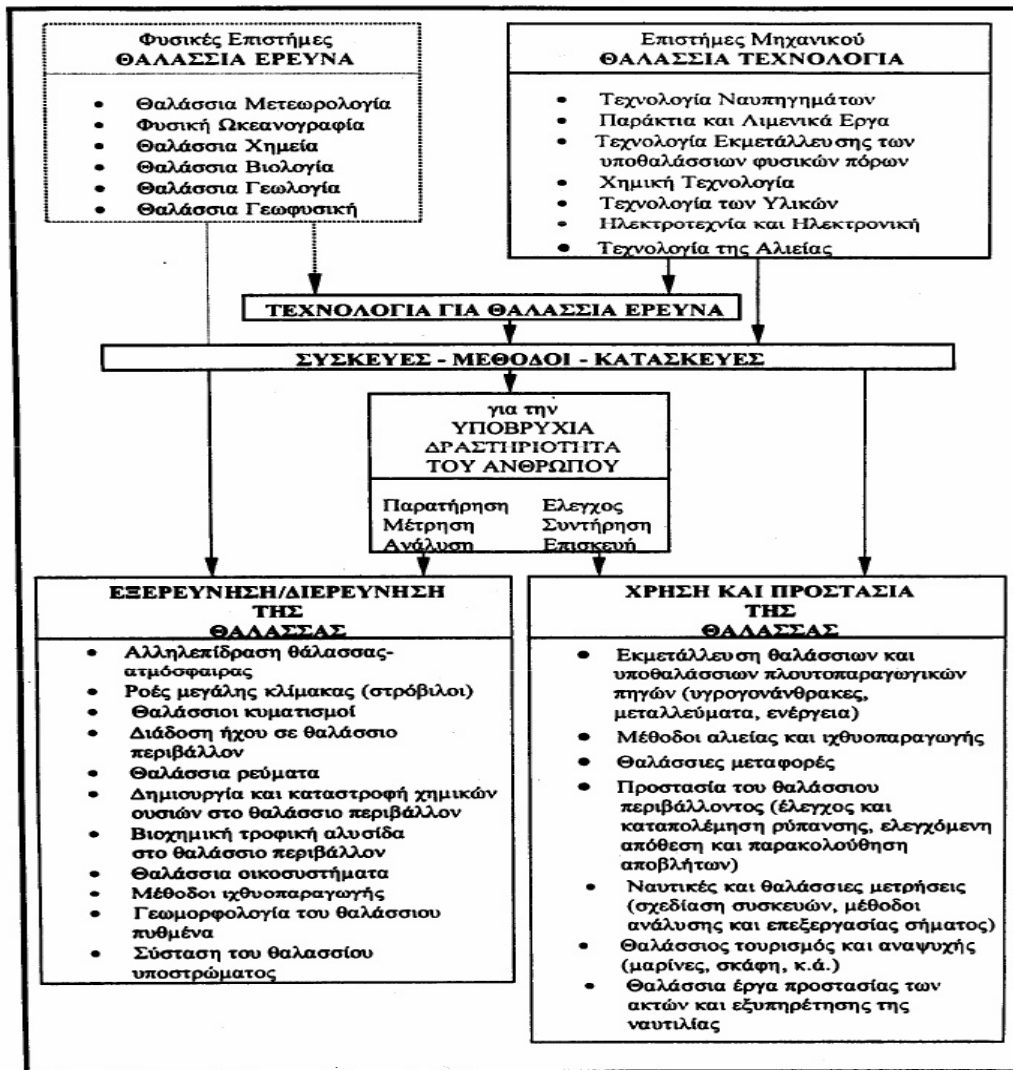 Φυσικές Επιστήμες
ΘΑΛΑΣΣΙΑ ΕΡΕΥΝΑ
• Θαλάσσια Μετεωρολογία
• Φυσική Ωκεανογραφία
• Θαλάσσια Χημεία
• Θαλάσσια Βιολογία
• Θαλάσσια Γεωλογία
• Θαλάσσια Γεωφυσική
Επιστήμες Μηχανικού
ΘΑΛΑΣΣΙΑ ΤΕΧΝΟΛΟΓΙΑ
• Τεχνολογία Ναυπηγημάτων
• Παράκτια και Λιμενικά Εργα
• Τεχνολογία Εκμετάλλευσης των
υποθαλάσσιων φυσικών πόρων
• Χημική Τεχνολογία
• Τεχνολογία των Υλικών
• Ηλεκτροτεχνία και Ηλεκτρονική
• Τεχνολογία της Αλιείας
ΤΕΧΝΟΛΟΓΙΑ ΓΙΑ ΘΑΛΑΣΣΙΑ ΕΡΕΥΝΑ
ΣΥΣΚΕΥΕΣ - ΜΕΘΟΔΟΙ - ΚΑΤΑΣΚΕΥΕΣ
για την
ΥΠΟΒΡΥΧΙΑ
ΔΡΑΣΤΗΡΙΟΤΗΤΑ
ΤΟΥ ΑΝΘΡΩΠΟΥ
Παρατήρηση Ελεγχος
Μέτρηση Συντήρηση
Ανάλυση Επισκευή
ΕΞΕΡΕΥΝΗΣΗ/ΔΙΕΡΕΥΝΗΣΗ
ΤΗΣ
ΘΑΛΑΣΣΑΣ
• Αλληλεπίδραση θάλασσας-
ατμόσφαιρας
• Ροές μεγάλης κλίμακας (στρόβιλοι)
• Θαλάσσιοι κυματισμοί
• Διάδοση ήχου σε θαλάσσιο
περιβάλλον
• Θαλάσσια ρεύματα
• Δημιουργία και καταστροφή χημικών
ουσιών στο θαλάσσιο περιβάλλον
• Βιοχημική τροφική αλυσίδα
στο θαλάσσιο περιβάλλον
• Θαλάσσια οικοσυστήματα
• Μέθοδοι ιχθυοπαραγωγής
• Γεωμορφολογία του θαλάσσιου
πυθμένα
• Σύσταση του θαλασσίου
υποστρώματος
ΧΡΗΣΗ ΚΑΙ ΠΡΟΣΤΑΣΙΑ
ΤΗΣ
ΘΑΛΑΣΣΑΣ
• Εκμετάλλευση θαλάσσιων και
υποθαλάσσιων πλουτοπαραγωγικών
πηγών (υγρογονάνθρακες,
μεταλλεύματα, ενέργεια)
• Μέθοδοι αλιείας και ιχθυοπαραγωγής
• Θαλάσσιες μεταφορές
• Προστασία του θαλάσσιου
περιβάλλοντος (έλεγχος και
καταπολέμηση ρύπανσης, ελεγχόμενη
απόθεση και παρακολούθηση
αποβλήτων)
• Ναυτικές και θαλάσσιες μετρήσεις
(σχεδίαση συσκευών, μέθοδοι
ανάλυσης και επεξεργασίας σήματος)
• Θαλάσσιος τουρισμός και αναψυχής
(μαρίνες, σκάφη, κ.ά.)
• Θαλάσσια έργα προστασίας των
ακτών και εξυπηρέτησης της
ναυτιλίας